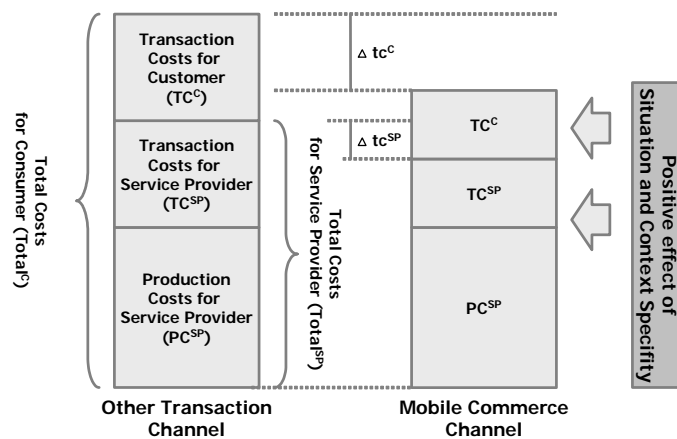 Transaction
Costs for
Customer
(TC^C)
Transaction
Costs for
Service Provider
(TC^SP)
Production
Costs for
Service Provider
(PC^SP)
Total Costs
for Consumer (Total^C)
Total Costs
for Service Provider (Total^SP)
Δ tc^C
Δ tc^SP
TC^C
TC^SP
PC^SP
Positive effect of
Situation and Context Specifity
Other Transaction
Channel
Mobile Commerce
Channel